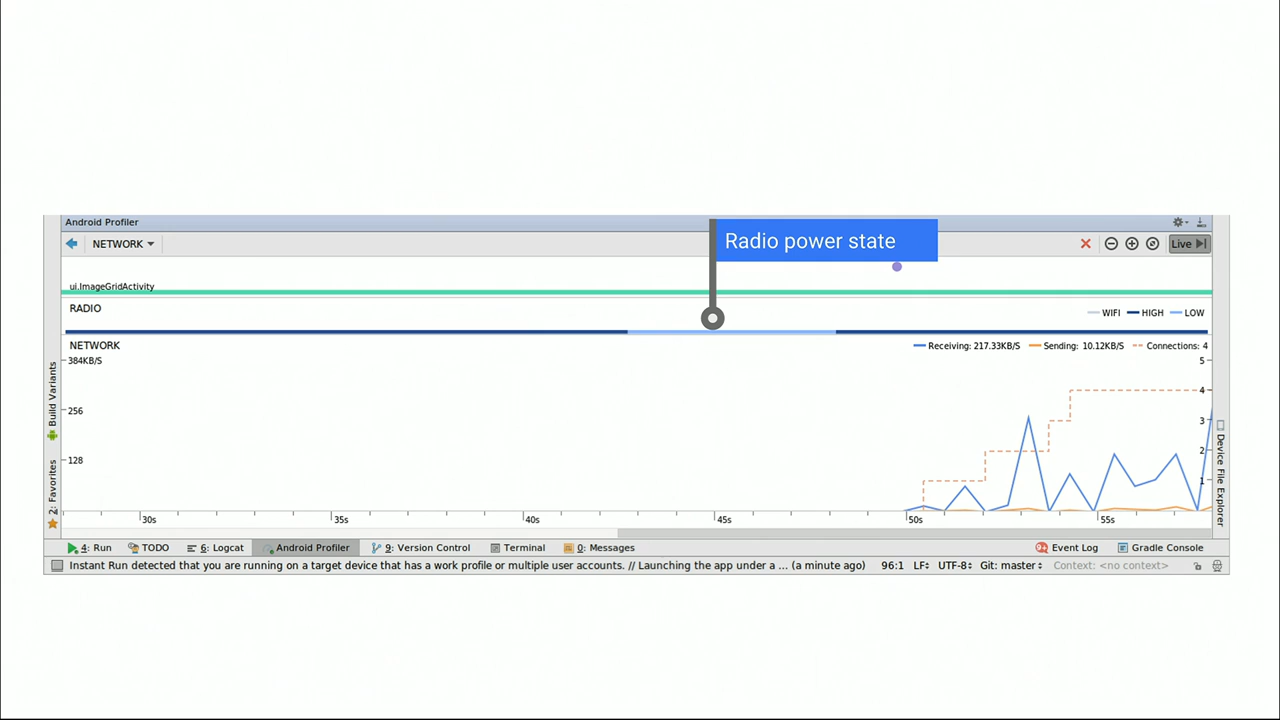 Android Profiler
NETWORK
Radio power state
Live
ui.ImageGridActivity
RADIO
WIFI HIGH LOW
NETWORK
Receiving: 217.33KB/S Sending: 10.12KB/S Connections: 4
384KB/S
5
4
256
3
2
128
1
30s 35s 40s 45s 50s 55s
Build Variants
2: Favorites
Device File Explorer
4: Run TODO 6: Logcat Android Profiler 9: Version Control Terminal 0: Messages Event Log Gradle Console
Instant Run detected that you are running on a target device that has a work profile or multiple user accounts. // Launching the app under a ... (a minute ago) 96:1 LF÷ UTF-8÷ Git: master÷ Context: <no context>